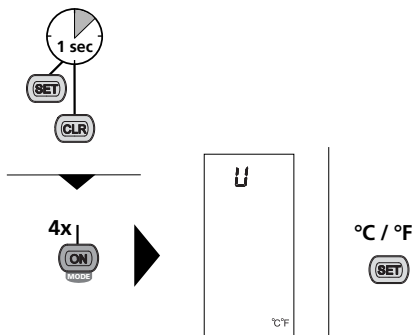 1 sec
SET
CLR
4x
ON
MODE
U
°C°F
°C / °F
SET